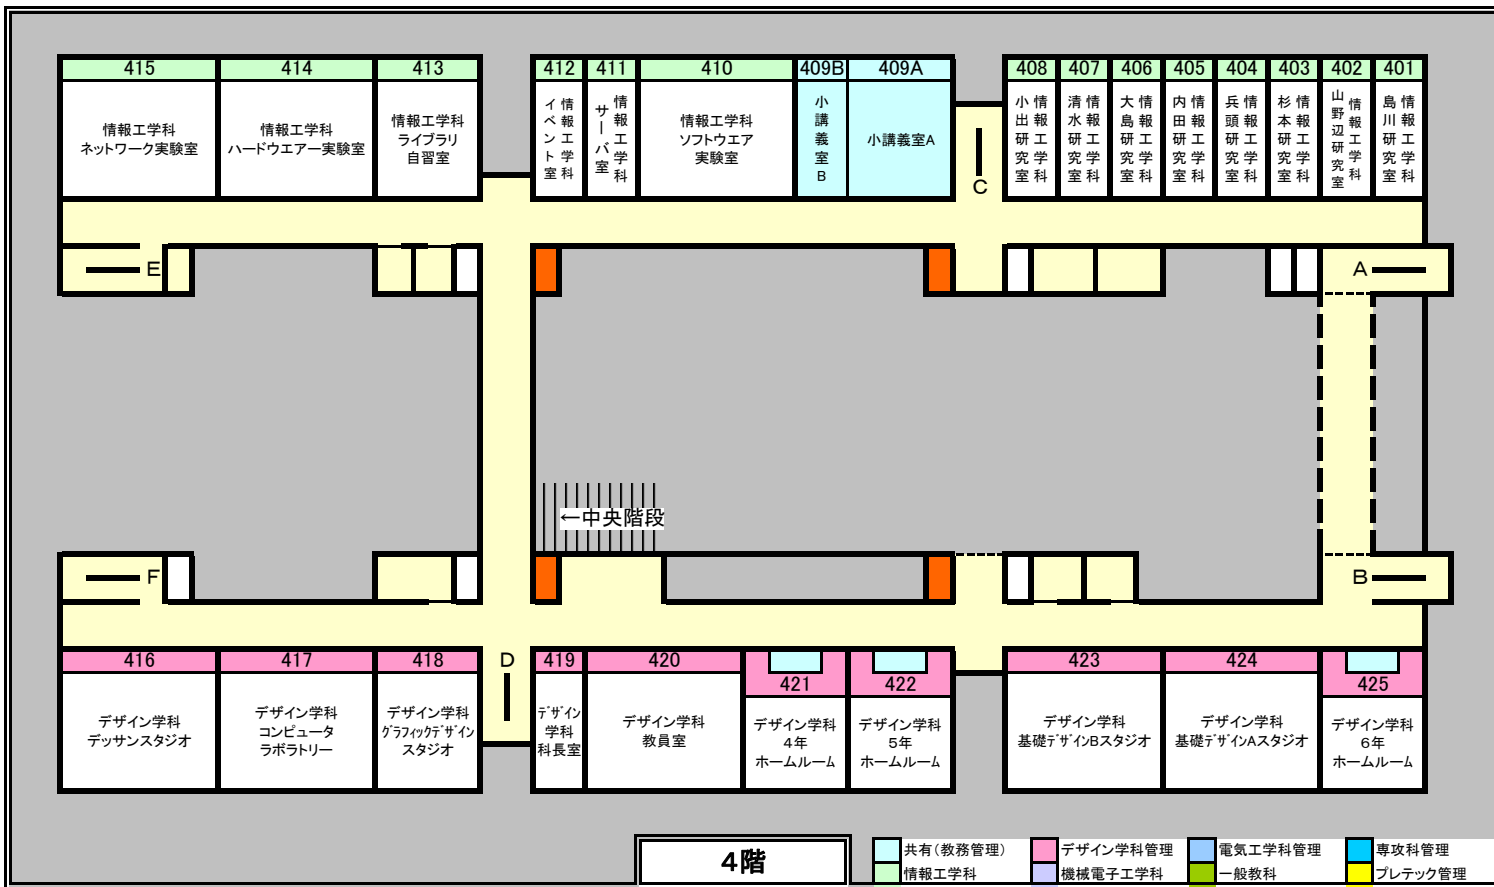 415
414
413
412
411
410
409B
409A
408
407
406
405
404
403
402
401
情報工学科
ネットワーク実験室
情報工学科
ハードウエアー実験室
情報工学科
ライブラリ
自習室
情報工学科
イベント室
情報工学科
サーバ室
情報工学科
ソフトウエア
実験室
小講義室B
小講義室A
情報工学科
小出研究室
情報工学科
清水研究室
情報工学科
大島研究室
情報工学科
内田研究室
情報工学科
兵頭研究室
情報工学科
杉本研究室
情報工学科
山野辺研究室
情報工学科
島川研究室
C
E
A
←中央階段
F
B
D
416
417
418
419
420
421
422
423
424
425
デザイン学科
デッサンスタジオ
デザイン学科
コンピュータ
ラボラトリー
デザイン学科
グラフィックデザイン
スタジオ
デザイン
学科
科長室
デザイン学科
教員室
デザイン学科
4年
ホームルーム
デザイン学科
5年
ホームルーム
デザイン学科
基礎デザインBスタジオ
デザイン学科
基礎デザインAスタジオ
デザイン学科
6年
ホームルーム
4階
共有(教務管理)
デザイン学科管理
電気工学科管理
専攻科管理
情報工学科
機械電子工学科
一般教科
プレテック管理